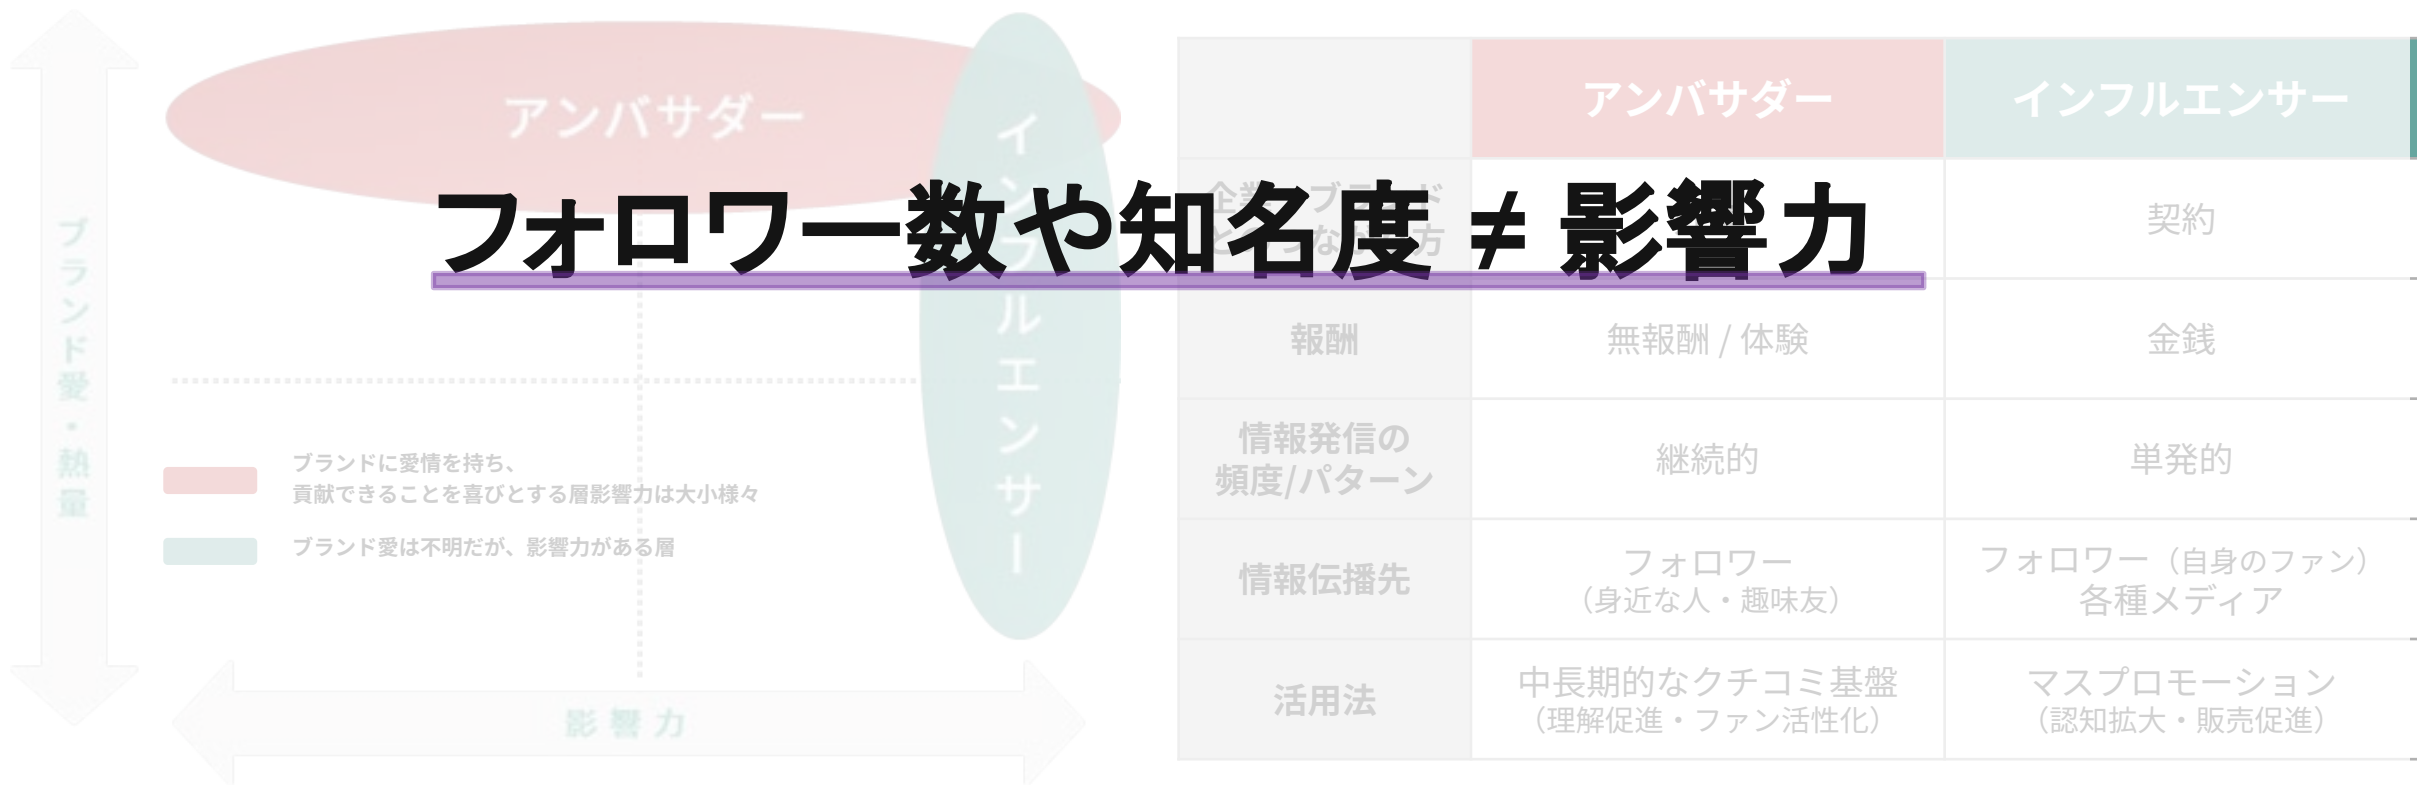 アンバサダー
インフルエンサー
ブランド愛・熱量
フォロワー数や知名度 ≠ 影響力
ブランドに愛情を持ち、
貢献できることを喜びとする層影響力は大小様々
ブランド愛は不明だが、影響力がある層
影響力
アンバサダー
インフルエンサー
契約
報酬
無報酬 / 体験
金銭
情報発信の
頻度/パターン
継続的
単発的
情報伝播先
フォロワー
（身近な人・趣味友）
フォロワー（自身のファン）
各種メディア
活用法
中長期的なクチコミ基盤
（理解促進・ファン活性化）
マスプロモーション
（認知拡大・販売促進）